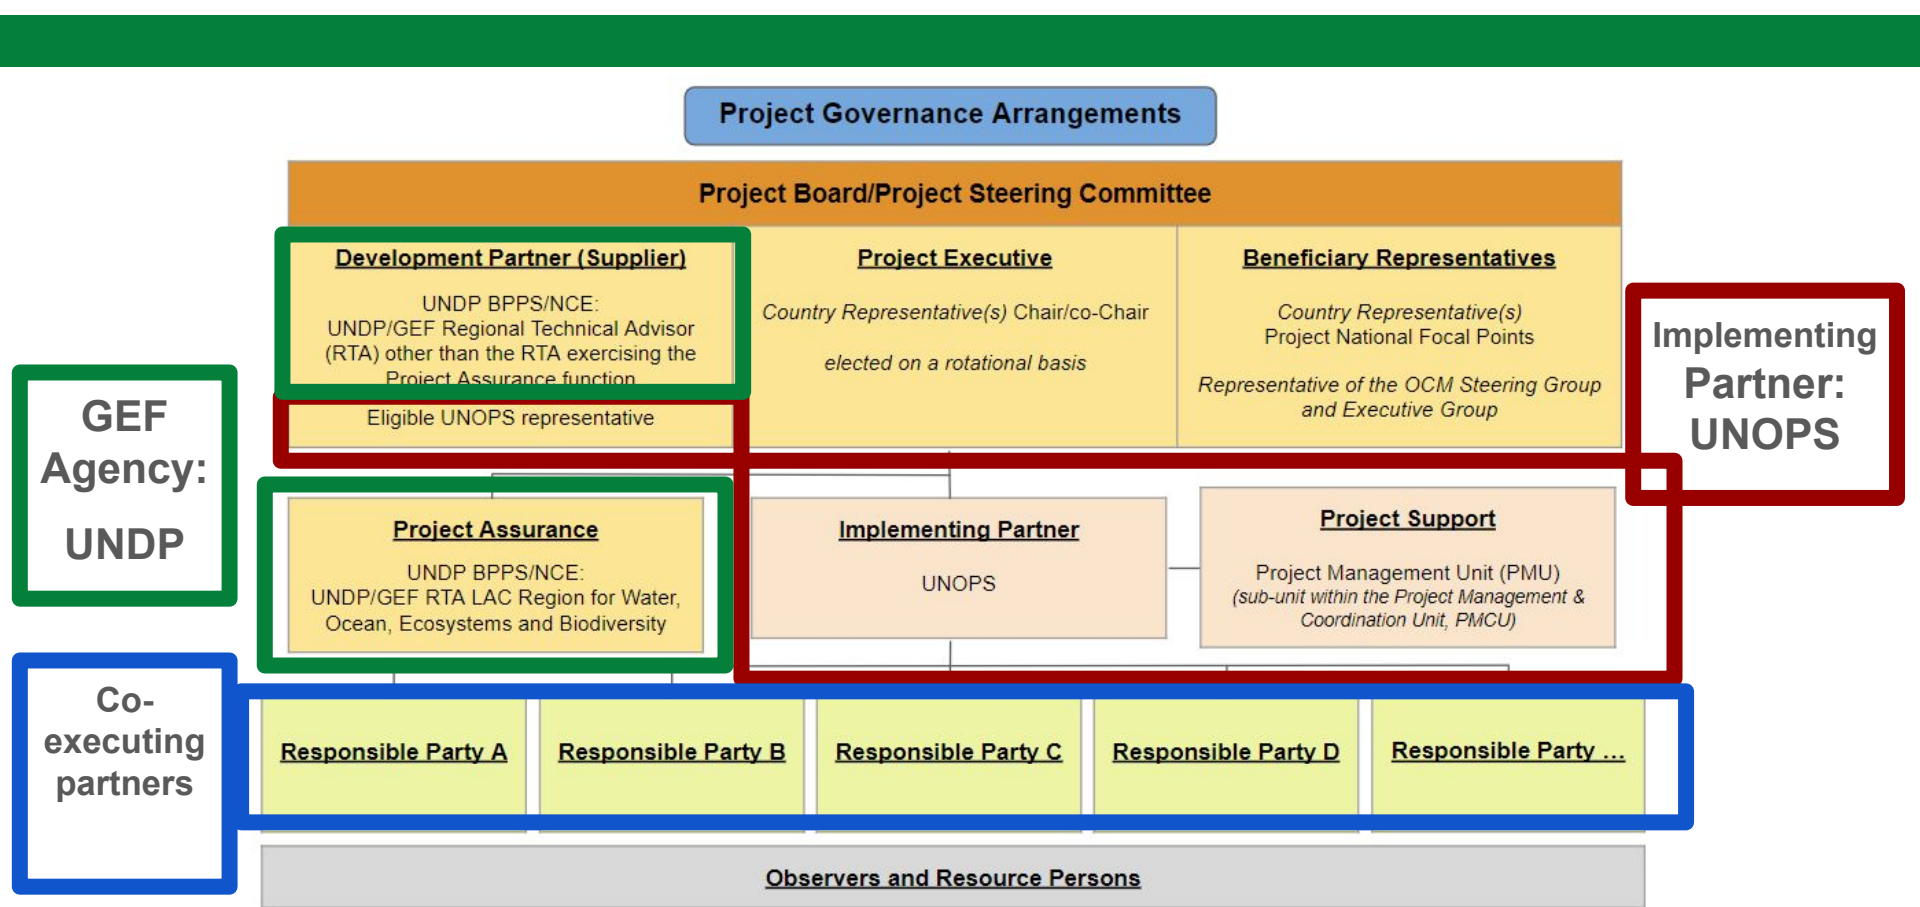 Project Governance Arrangements
Project Board/Project Steering Committee
Development Partner (Supplier)
UNDP BPPS/NCE:
UNDP/GEF Regional Technical Advisor
(RTA) other than the RTA exercising the
Project Assurance function
Eligible UNOPS representative
Project Executive
Country Representative(s) Chair/co-Chair
elected on a rotational basis
Beneficiary Representatives
Country Representative(s)
Project National Focal Points
Representative of the OCM Steering Group
and Executive Group
Implementing
Partner:
UNOPS
GEF
Agency:
UNDP
Project Assurance
UNDP BPPS/NCE:
UNDP/GEF RTA LAC Region for Water,
Ocean, Ecosystems and Biodiversity
Implementing Partner
UNOPS
Project Support
Project Management Unit (PMU)
(sub-unit within the Project Management &
Coordination Unit, PMCU)
Co-
executing
partners
Responsible Party A
Responsible Party B
Responsible Party C
Responsible Party D
Responsible Party ...
Observers and Resource Persons